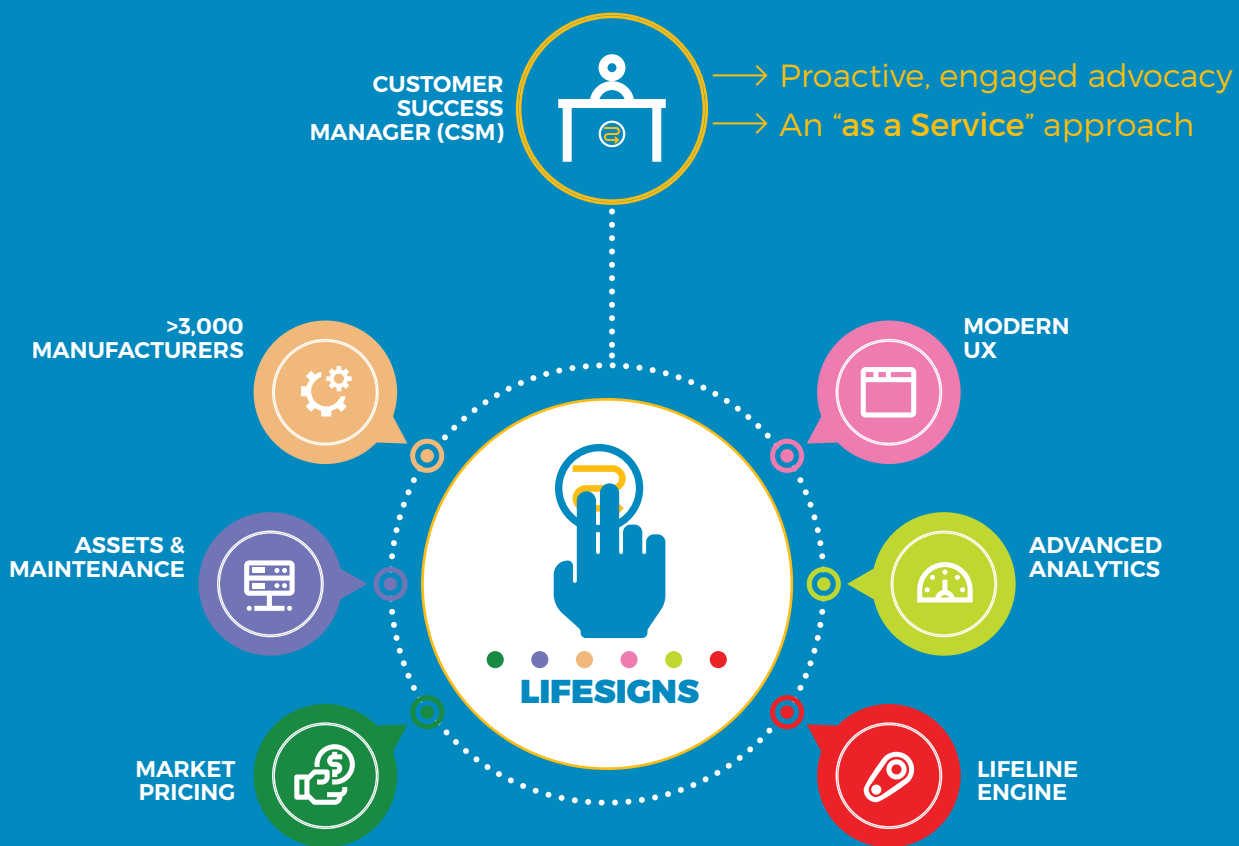 CUSTOMER
SUCCESS
MANAGER (CSM)
→ Proactive, engaged advocacy
→ An “as a Service” approach
>3,000
MANUFACTURERS
MODERN
UX
ASSETS &
MAINTENANCE
ADVANCED
ANALYTICS
LIFESIGNS
MARKET
PRICING
$
LIFELINE
ENGINE